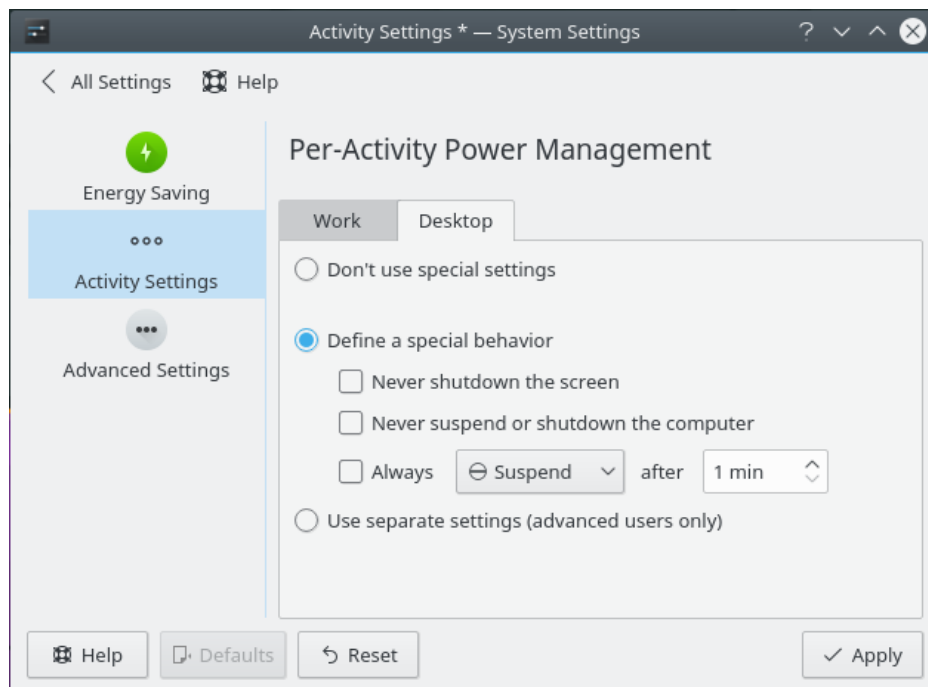 Activity Settings * — System Settings
All Settings Help
Energy Saving
Activity Settings
Advanced Settings
Per-Activity Power Management
Work Desktop
Don't use special settings
Define a special behavior
Never shutdown the screen
Never suspend or shutdown the computer
Always Suspend after 1 min
Use separate settings (advanced users only)
Help Defaults Reset Apply